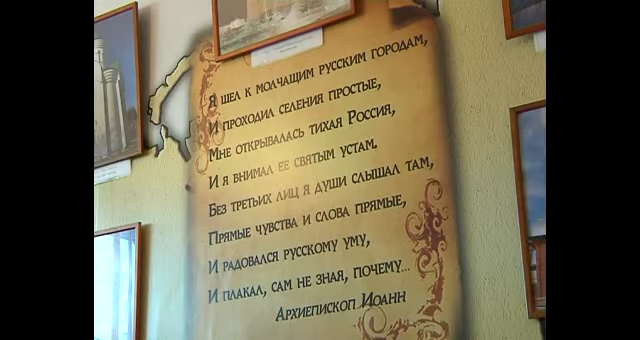 Я шел к молчащим русским городам,
И проходил селения простые,
Мне открывалась тихая Россия,
И я внимал ее святым устам.
Без третьих лиц я души слышал там,
Прямые чувства и слова прямые,
И радовался русскому уму,
И плакал, сам не зная, почему...
Архиепископ Иоанн